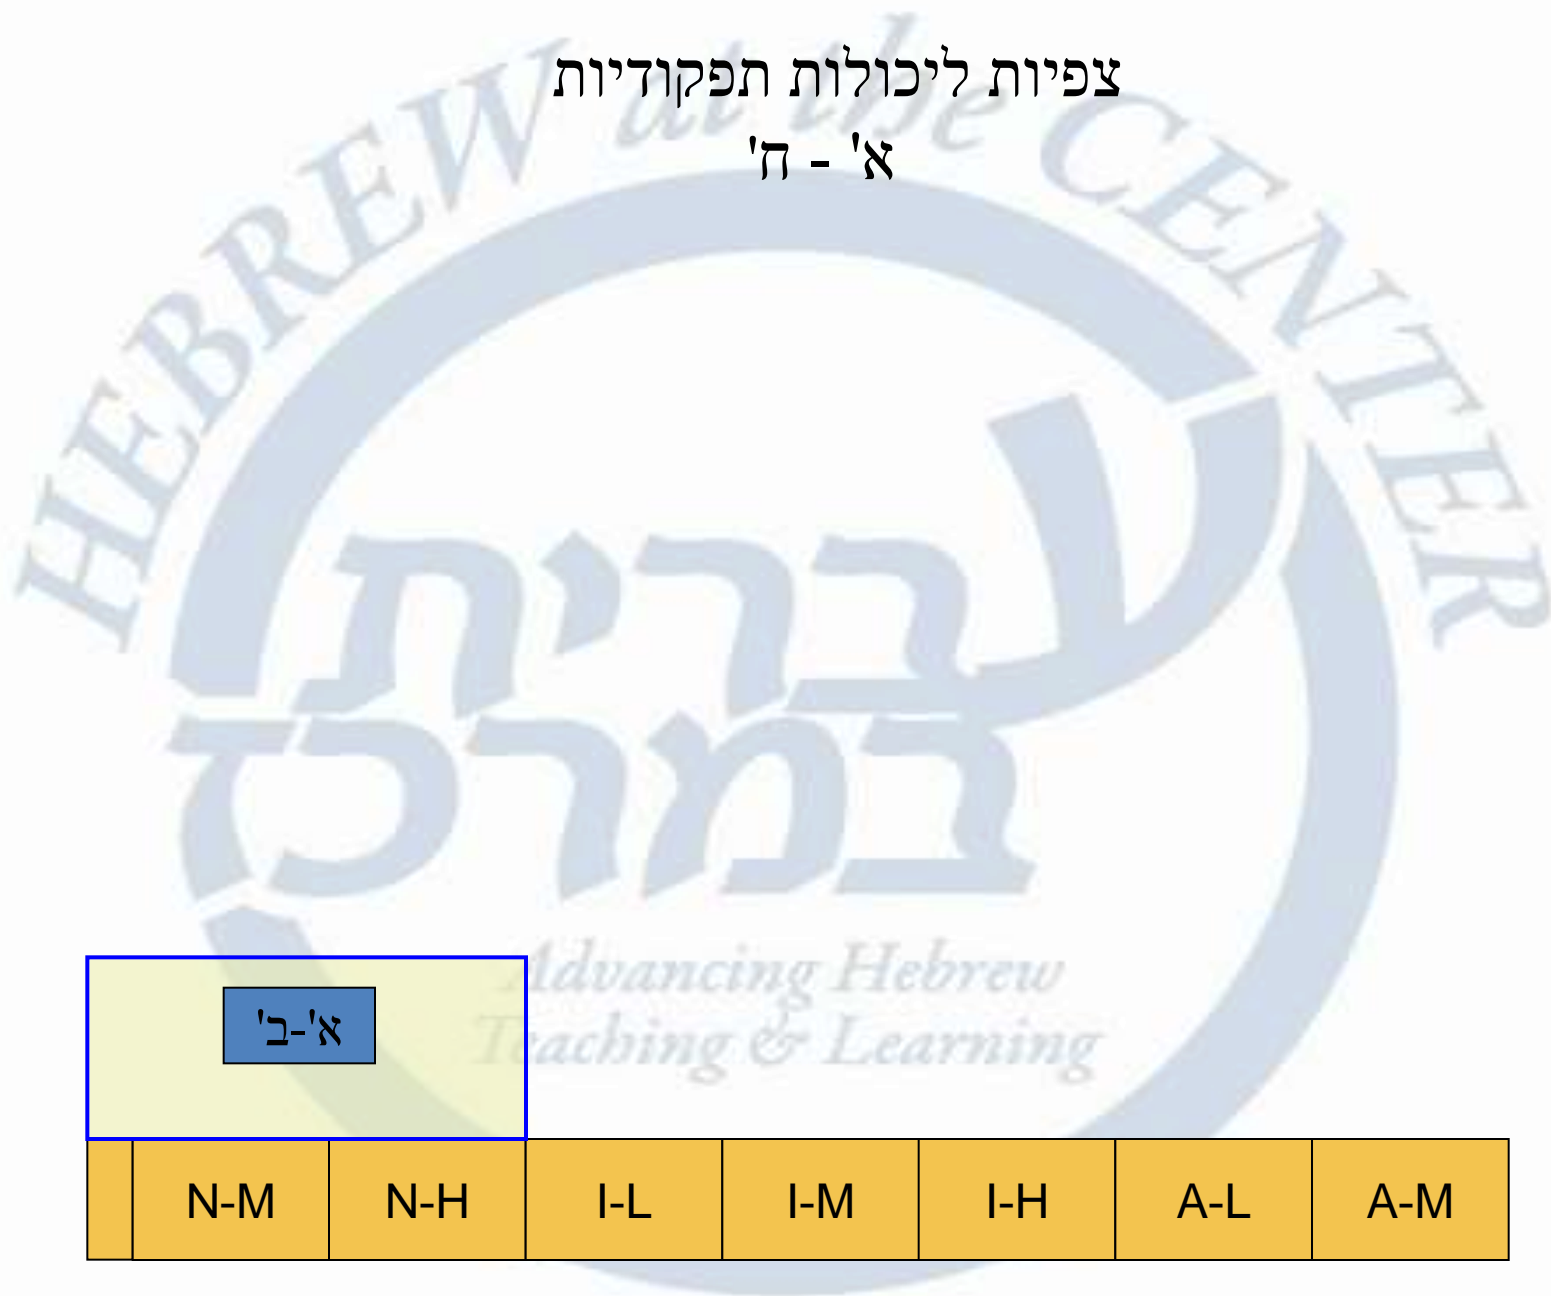 צפיות ליכולות תפקודיות
א' - ח'
HEBREW at the CENTER
עברית
במרכז
Advancing Hebrew
Teaching & Learning
א'-ב'
N-M N-H I-L I-M I-H A-L A-M